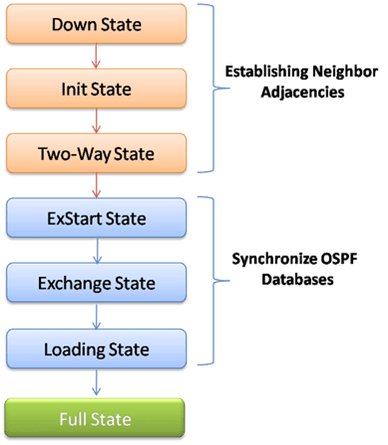 Down State
Init State
Two-Way State
Establishing Neighbor
Adjacencies
ExStart State
Exchange State
Loading State
Synchronize OSPF
Databases
Full State